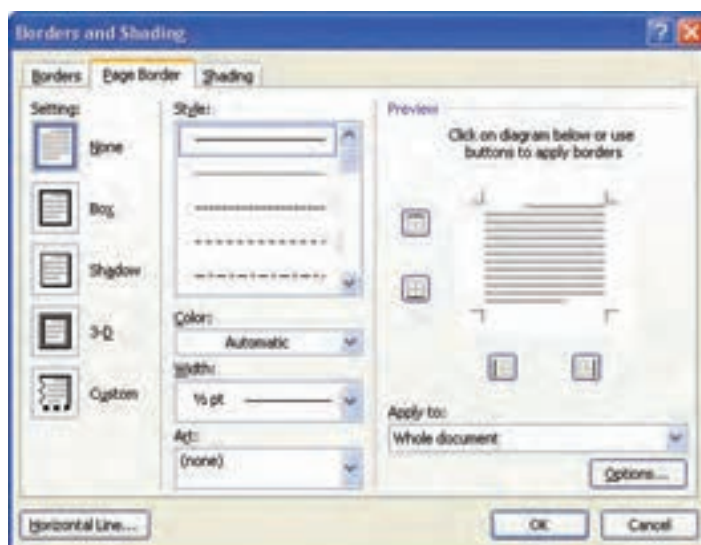 Borders and Shading
Borders
Page Border
Shading
Setting:
None
Box
Shadow
3-D
Custom
Style:
Color:
Automatic
Width:
½ pt
Art:
(none)
Preview
Click on diagram below or use
buttons to apply borders
Apply to:
Whole document
Options...
Horizontal Line...
OK
Cancel